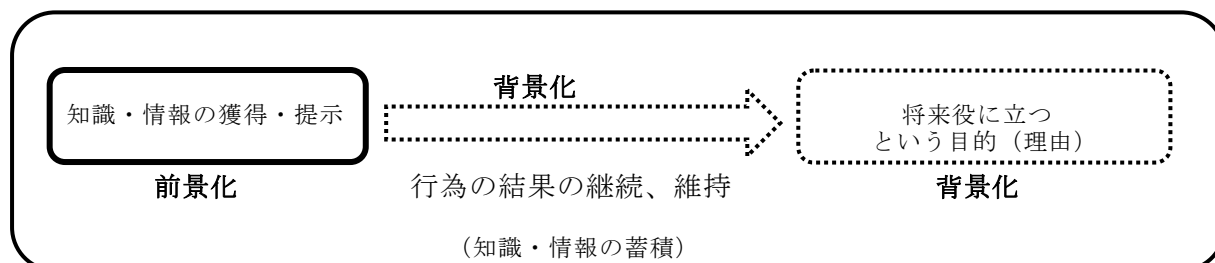 背景化
知識・情報の獲得・提示
将来役に立つ
という目的（理由）
前景化
行為の結果の継続、維持
背景化
（知識・情報の蓄積）